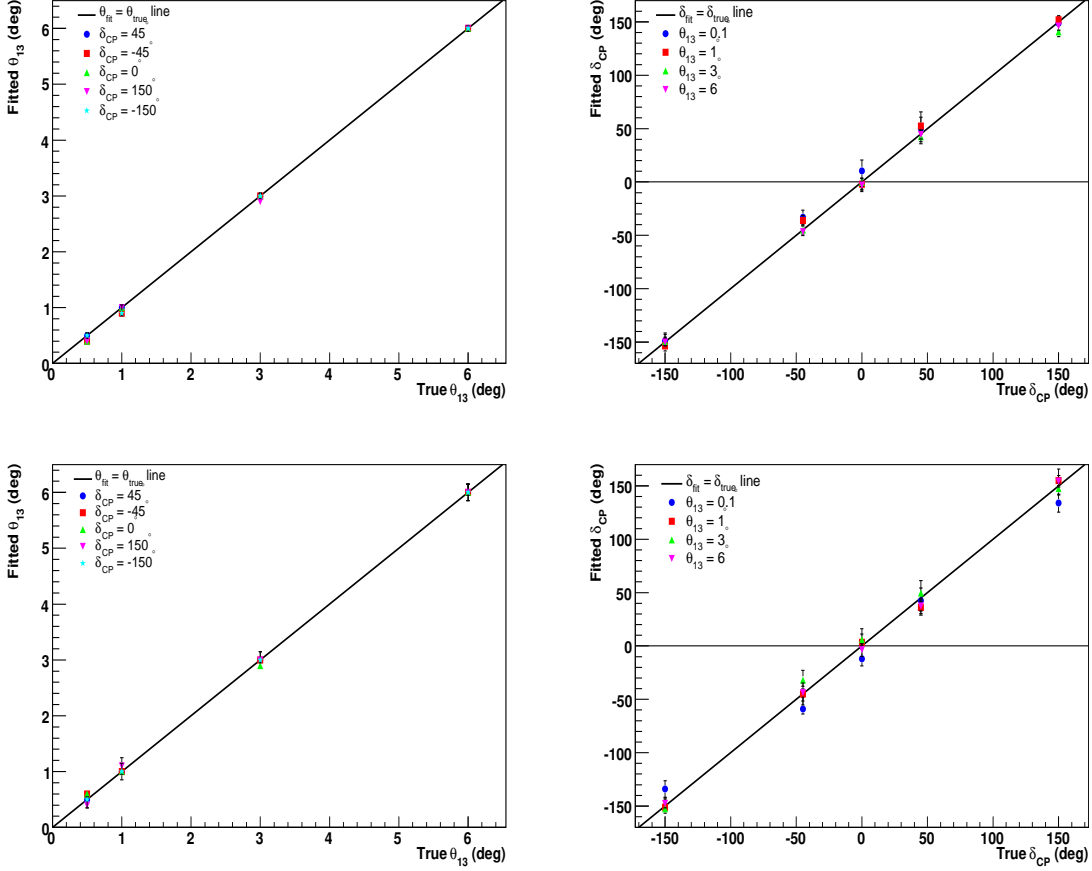 θfit = θtrue line
δCP = 45°
δCP = -45°
δCP = 0°
δCP = 150°
δCP = -150°
Fitted θ13 (deg)
6
5
4
3
2
1
0
0 1 2 3 4 5 6
True θ13 (deg)
δfit = δtrue line
θ13 = 0.1°
θ13 = 1°
θ13 = 3°
θ13 = 6°
Fitted δCP (deg)
150
100
50
0
-50
-100
-150
-150 -100 -50 0 50 100 150
True δCP (deg)
θfit = θtrue line
δCP = 45°
δCP = -45°
δCP = 0°
δCP = 150°
δCP = -150
Fitted θ13 (deg)
6
5
4
3
2
1
0
0 1 2 3 4 5 6
True θ13 (deg)
δfit = δtrue line
θ13 = 0.1°
θ13 = 1°
θ13 = 3°
θ13 = 6
Fitted δCP (deg)
150
100
50
0
-50
-100
-150
-150 -100 -50 0 50 100 150
True δCP (deg)